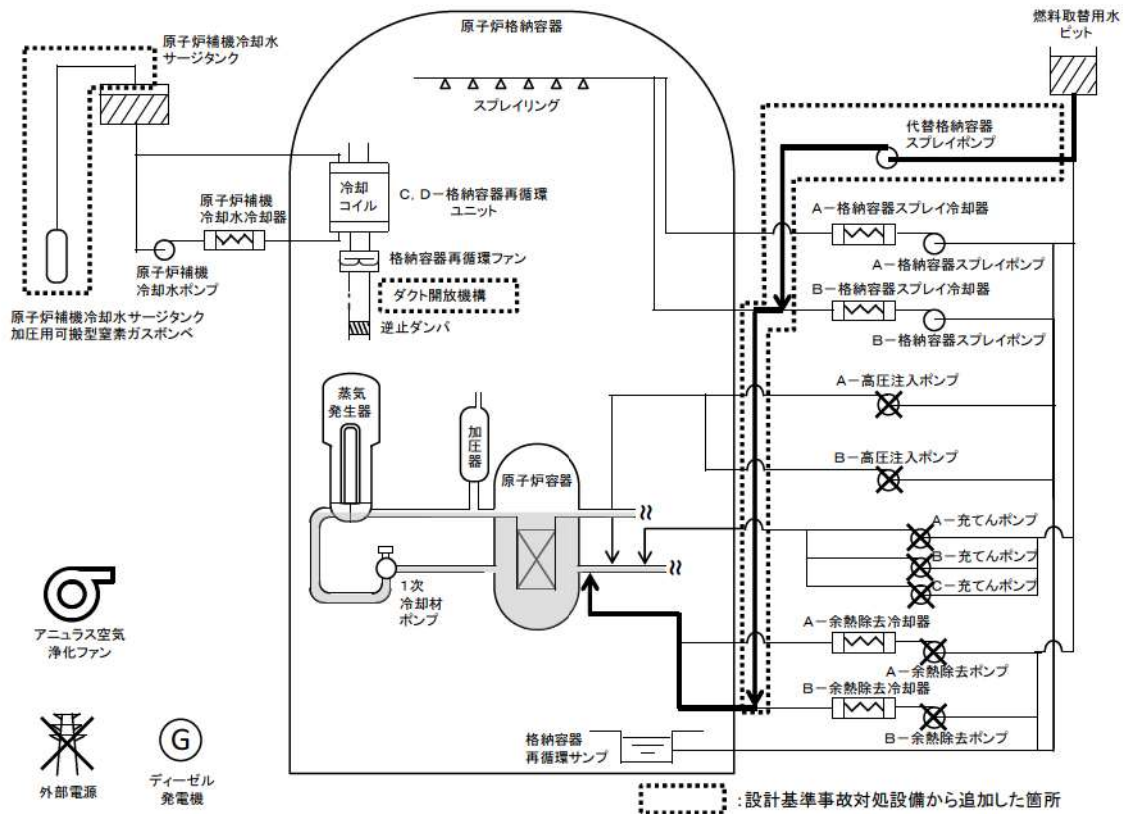 原子炉補機冷却水
サージタンク
原子炉格納容器
燃料取替用水
ピット
スプレイリング
代替格納容器
スプレイポンプ
冷却
コイル
C,D-格納容器再循環
ユニット
原子炉補機
冷却水冷却器
A-格納容器スプレイ冷却器
A-格納容器スプレイポンプ
格納容器再循環ファン
原子炉補機
冷却水ポンプ
ダクト開放機構
B-格納容器スプレイ冷却器
原子炉補機冷却水サージタンク
加圧用可搬型窒素ガスボンベ
逆止ダンパ
B-格納容器スプレイポンプ
蒸気
発生器
加圧器
A-高圧注入ポンプ
B-高圧注入ポンプ
原子炉容器
A-充てんポンプ
B-充てんポンプ
C-充てんポンプ
1次
冷却材
ポンプ
アニュラス空気
浄化ファン
A-余熱除去冷却器
A-余熱除去ポンプ
B-余熱除去冷却器
B-余熱除去ポンプ
格納容器
再循環サンプ
G
外部電源
ディーゼル
発電機
:設計基準事故対処設備から追加した箇所